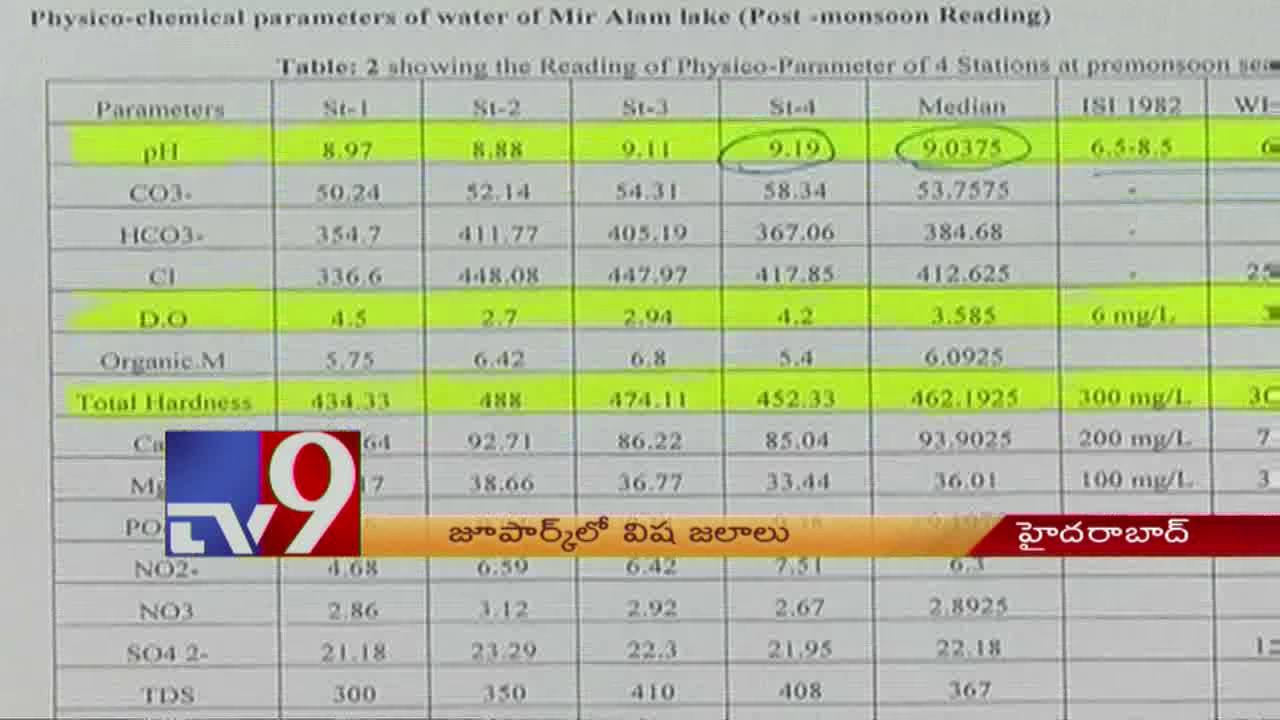 Physico-chemical parameters of water of Mir Alam lake (Post -monsoon Reading)
Table: 2 showing the Reading of Physico-Parameter of 4 Stations at premonsoon
Parameters St-1 St-2 St-3 St-4 Median ISI 1982
pH 8.97 8.88 9.11 9.19 9.0375 6.5-8.5
CO3- 50.24 52.14 54.31 58.34 53.7575 -
HCO3- 354.7 411.77 405.19 367.06 384.68 -
Cl 336.6 448.08 447.97 417.85 412.625 -
D.O 4.5 2.7 2.94 4.2 3.585 6 mg/L
Organic.M 5.75 6.42 6.8 5.4 6.0925
Total Hardness 434.33 488 474.11 452.33 462.1925 300 mg/L
92.71 86.22 85.04 93.9025 200 mg/L 7
38.66 36.77 33.44 36.01 100 mg/L 3
TV9
జూపార్క్‌లో విష జలాలు హైదరాబాద్
NO2- 4.68 6.59 6.42 7.51 6.3
NO3 2.86 3.12 2.92 2.67 2.8925
SO4 2- 21.18 23.29 22.3 21.95 22.18
TDS 300 350 410 408 367